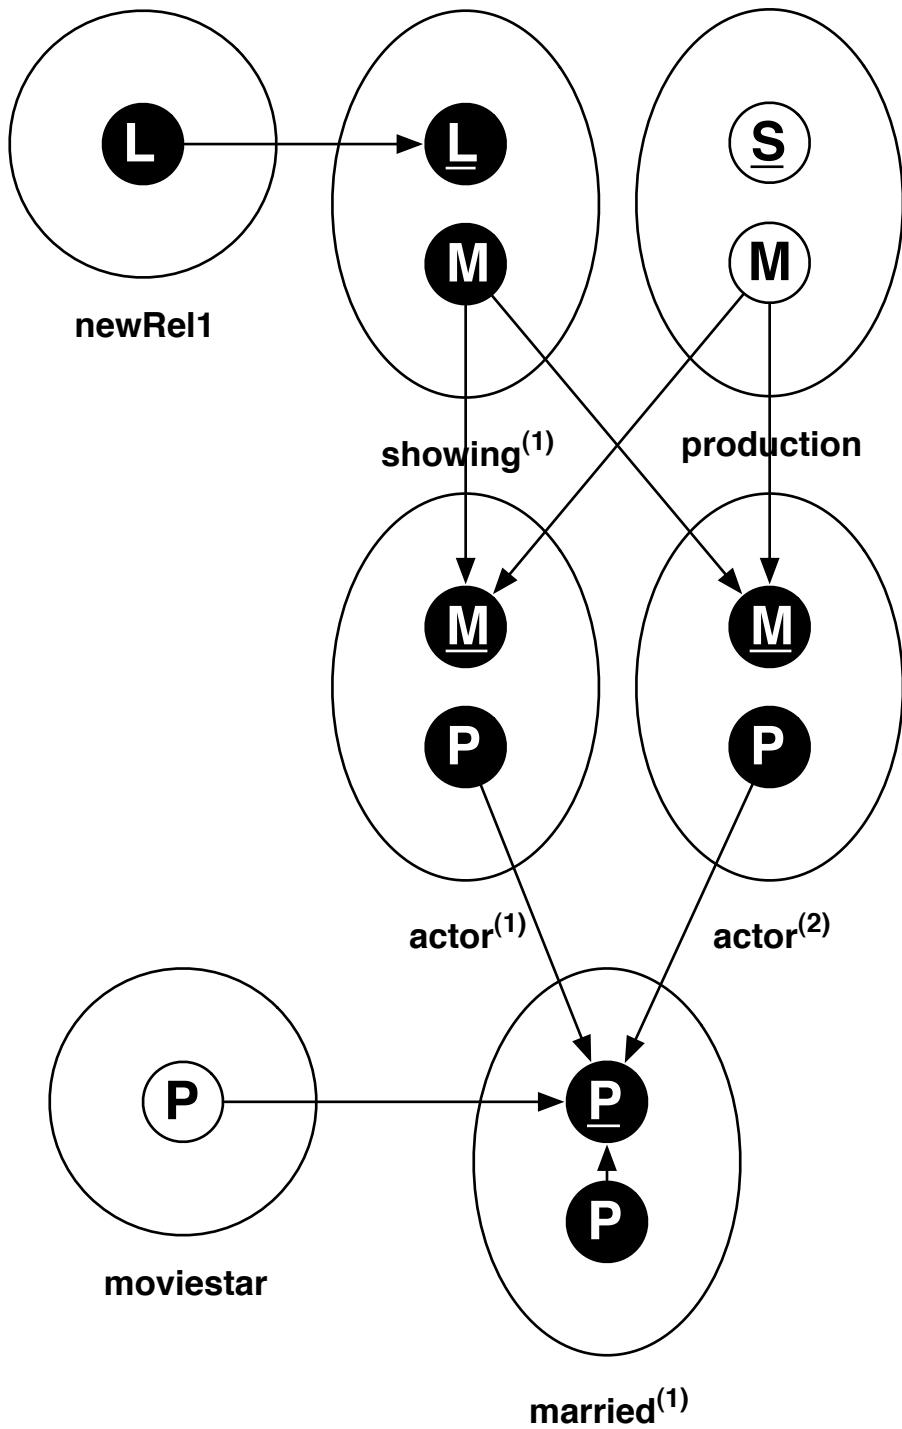 L
L
M
S
M
newRel1
showing(1)
production
M
P
M
P
actor(1)
actor(2)
P
P
P
moviestar
married(1)